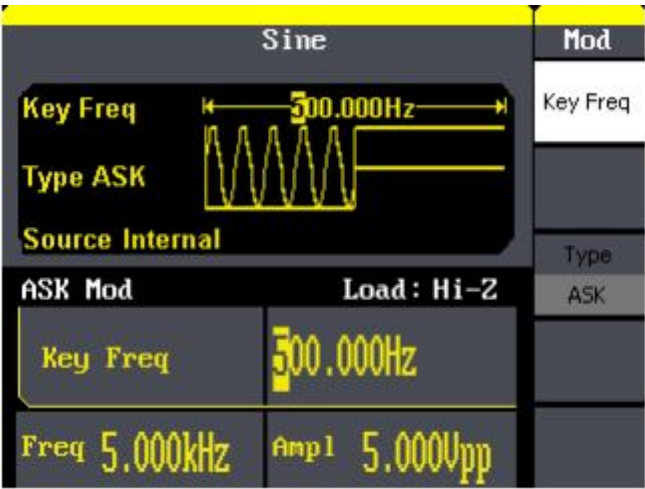 Sine
Mod
Key Freq 500.000Hz
Key Freq
Type ASK
Source Internal
Type
ASK
ASK Mod Load: Hi-Z
Key Freq 500.000Hz
Freq 5.000kHz Ampl 5.000Vpp